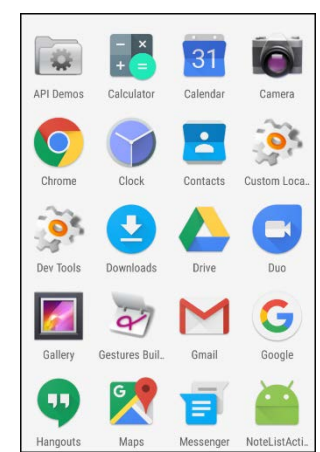 API Demos
Calculator
31
Calendar
Camera
Chrome
Clock
Contacts
Custom Loca..
Dev Tools
Downloads
Drive
Duo
Gallery
Gestures Buil..
Gmail
G
Google
Hangouts
G
Maps
Messenger
NoteListActi..